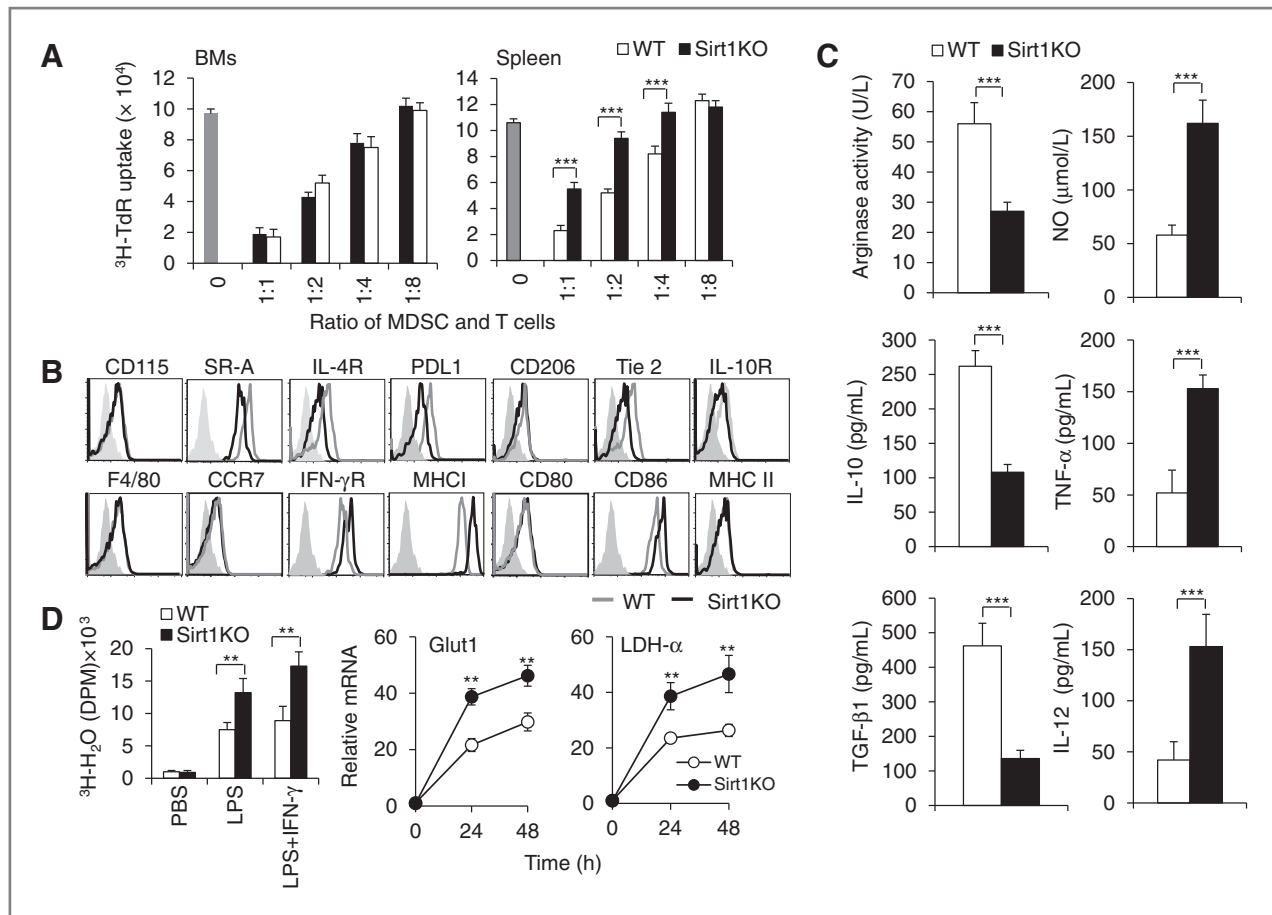 A
BMs
Spleen
WT Sirt1KO
³H-TdR uptake (× 10⁴)
12
10
8
6
4
2
0
14
12
10
8
6
4
2
0
*** *** ***
0 1:1 1:2 1:4 1:8
0 1:1 1:2 1:4 1:8
Ratio of MDSC and T cells
B
CD115 SR-A IL-4R PDL1 CD206 Tie 2 IL-10R
F4/80 CCR7 IFN-γR MHCI CD80 CD86 MHC II
WT Sirt1KO
C
WT Sirt1KO
Arginase activity (U/L)
70
60
50
40
30
20
10
0
***
NO (μmol/L)
200
150
100
50
0
***
IL-10 (pg/mL)
300
250
200
150
100
50
0
***
TNF-α (pg/mL)
200
150
100
50
0
***
TGF-β1 (pg/mL)
600
500
400
300
200
100
0
***
IL-12 (pg/mL)
200
150
100
50
0
***
D
WT
Sirt1KO
³H-H₂O (DPM)×10³
20
15
10
5
0
** **
PBS LPS LPS+IFN-γ
Relative mRNA
Glut1
60
40
20
0
** **
0 24 48
LDH-α
60
40
20
0
** **
WT
Sirt1KO
0 24 48
Time (h)